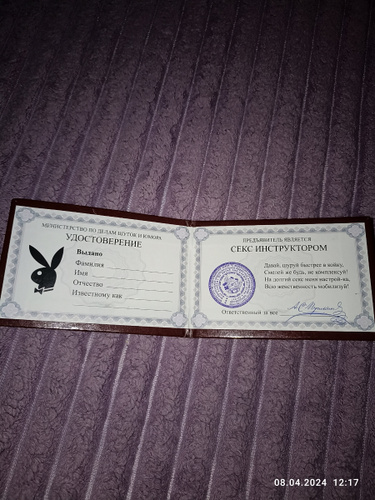 МИНИСТЕРСТВО ПО ДЕЛАМ ШУТОК И ЮМОРА
УДОСТОВЕРЕНИЕ
Выдано
Фамилия
Имя
Отчество
Известному как
ПРЕДЪЯВИТЕЛЬ ЯВЛЯЕТСЯ
СЕКС ИНСТРУКТОРОМ
Давай, шуруй быстрее в койку,
Смелей же будь, не комплексуй!
На долгий секс меня настрой-ка,
Всю женственность мобилизуй!
Ответственный за вы
08.04.2024 12:17